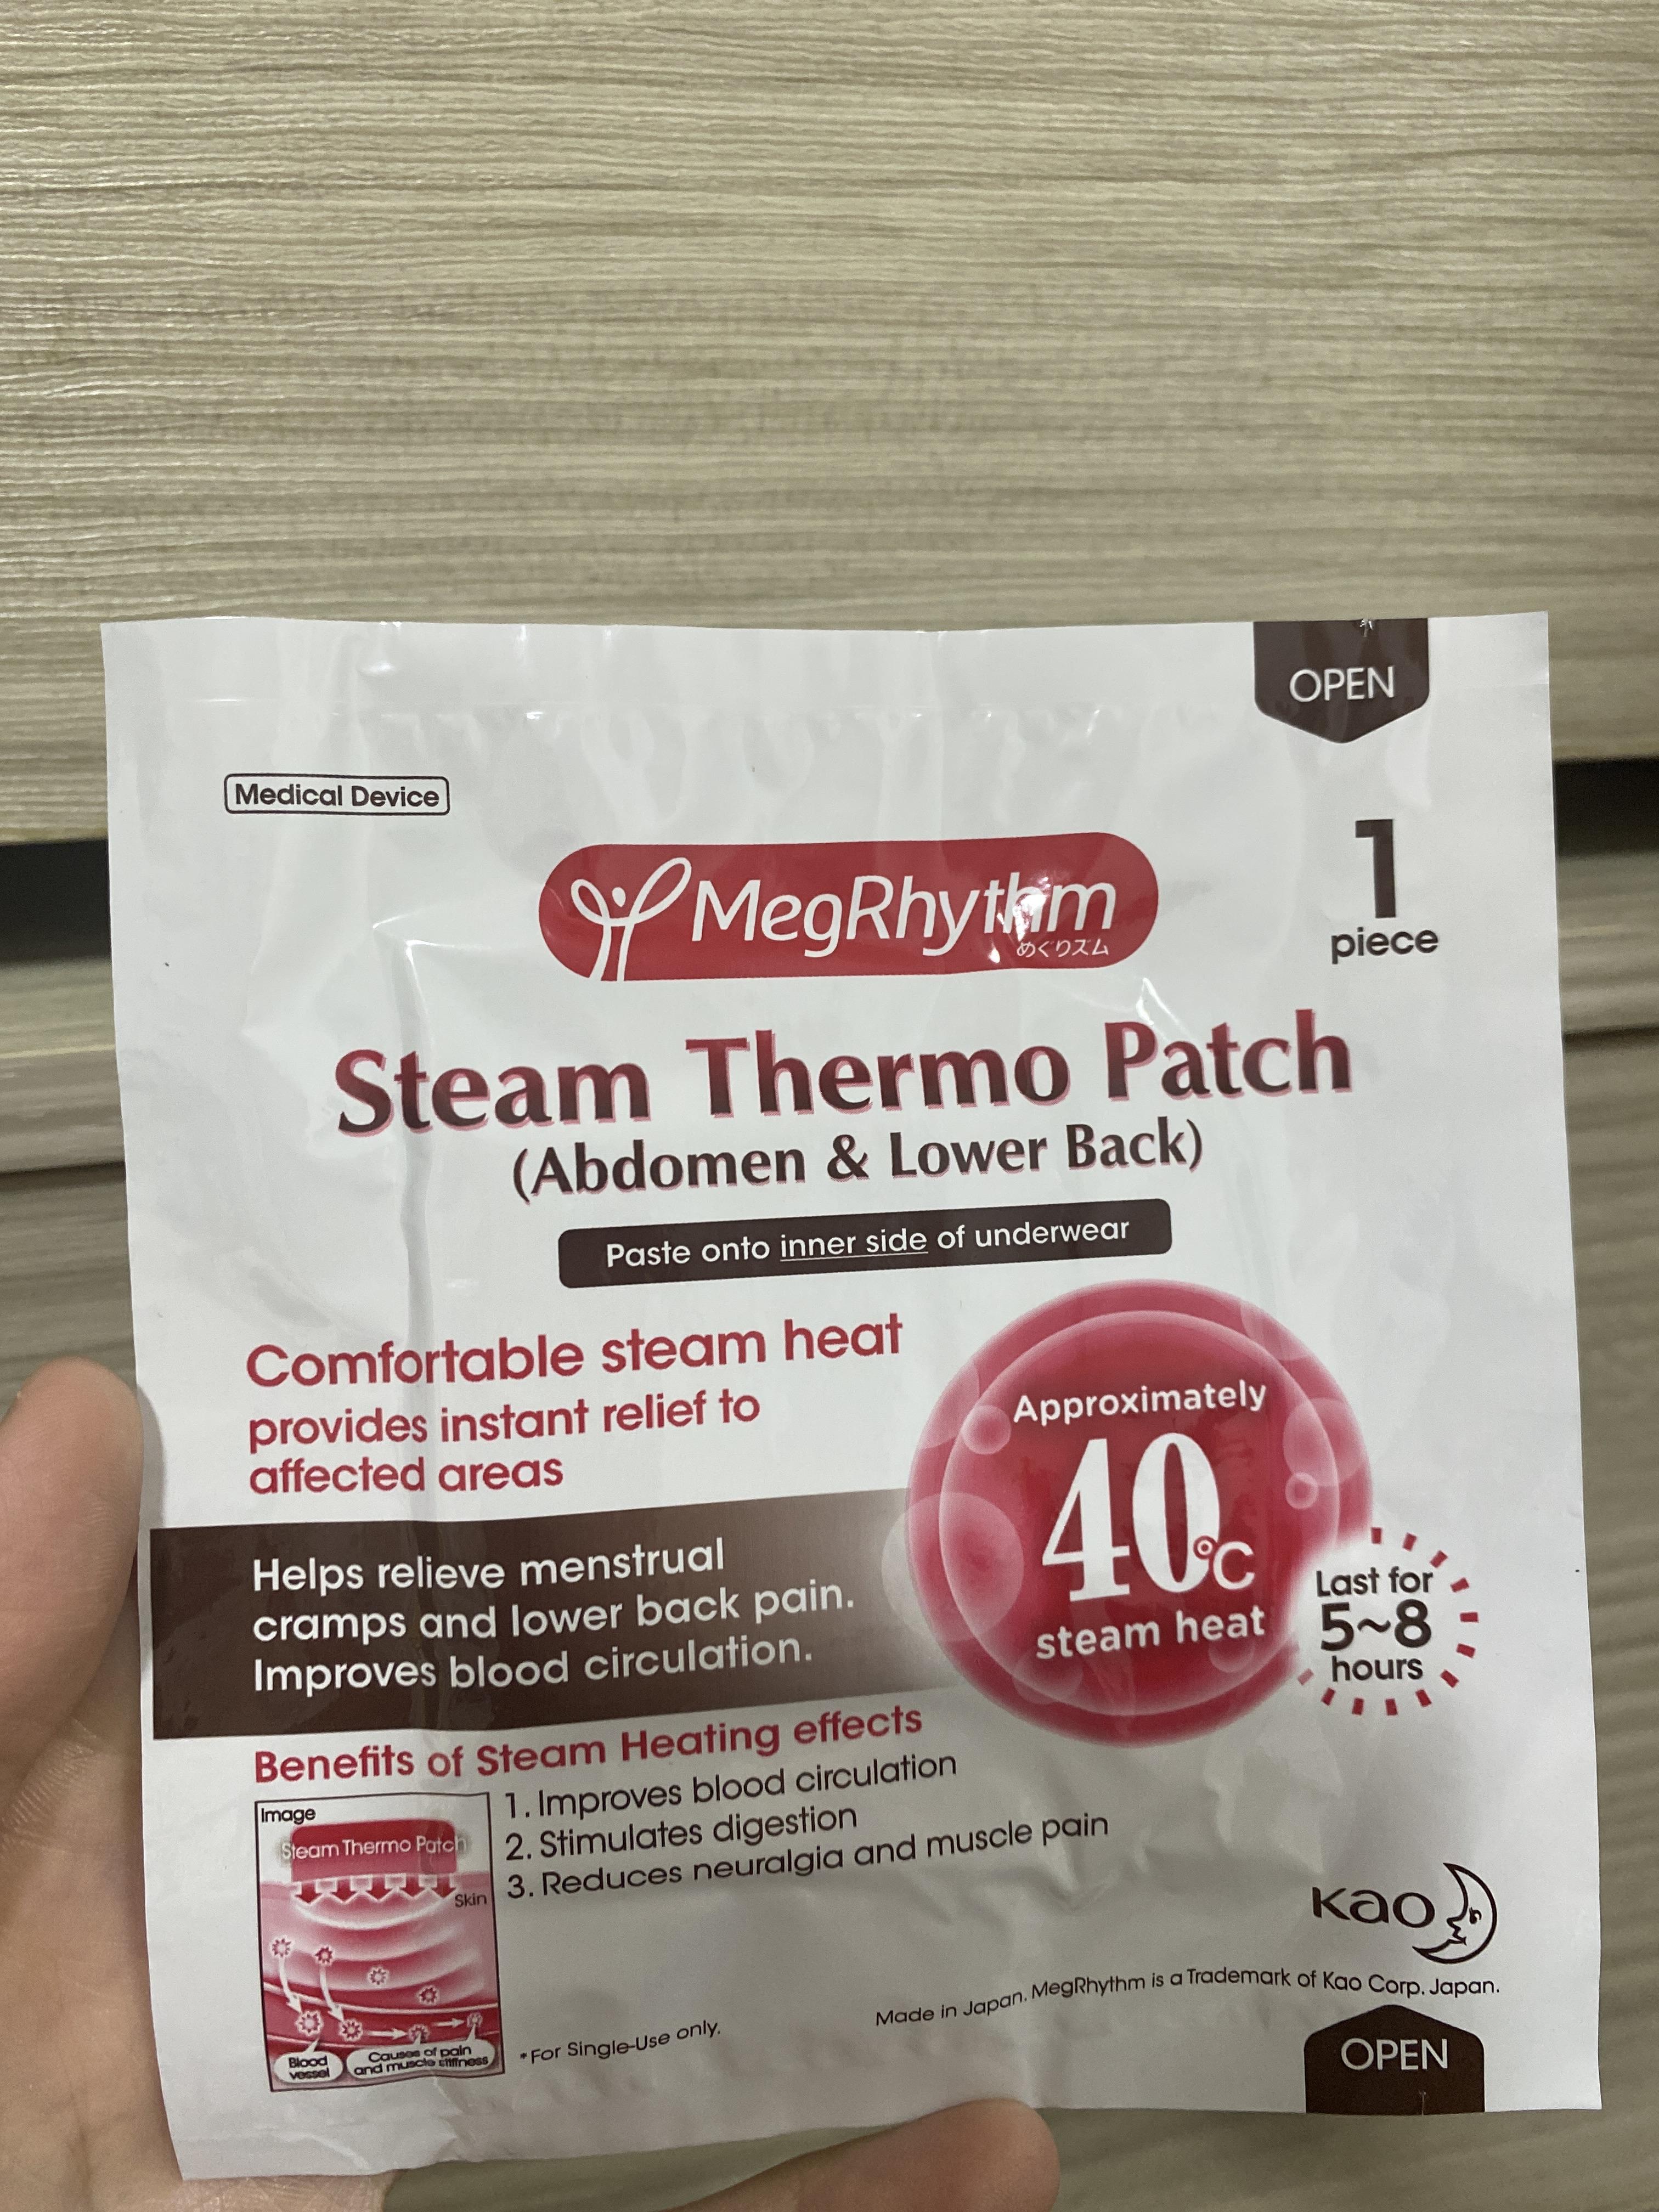 OPEN
Medical Device
MegRhythm
めぐりズム
1
piece
Steam Thermo Patch
(Abdomen & Lower Back)
Paste onto inner side of underwear
Comfortable steam heat
provides instant relief to
affected areas
Approximately
40℃
steam heat
Last for
5~8
hours
Helps relieve menstrual
cramps and lower back pain.
Improves blood circulation.
Benefits of Steam Heating effects
1. Improves blood circulation
2. Stimulates digestion
3. Reduces neuralgia and muscle pain
Image
Steam Thermo Patch
Skin
Blood
vessel
Causes of pain
and muscle stiffness
*For Single-Use only.
Kao
Made in Japan. MegRhythm is a Trademark of Kao Corp. Japan.
OPEN